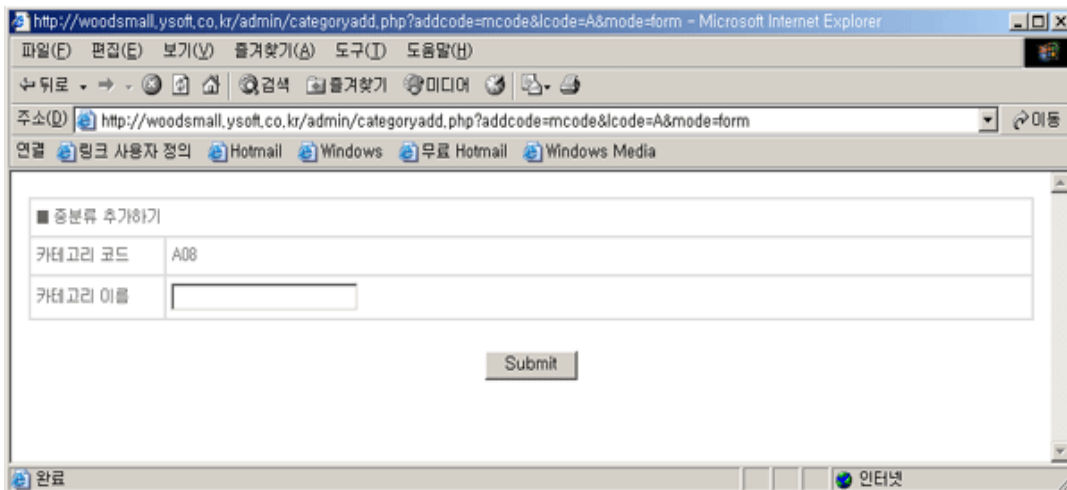 http://woodsmall.ysoft.co.kr/admin/categoryadd.php?addcode=mcode&lcode=A&mode=form - Microsoft Internet Explorer
파일(F) 편집(E) 보기(V) 즐겨찾기(A) 도구(T) 도움말(H)
뒤로 검색 즐겨찾기 미디어
주소(D) http://woodsmall.ysoft.co.kr/admin/categoryadd.php?addcode=mcode&lcode=A&mode=form 이동
연결 링크 사용자 정의 Hotmail Windows 무료 Hotmail Windows Media
■ 중분류 추가하기
카테고리 코드 A08
카테고리 이름
Submit
완료 인터넷